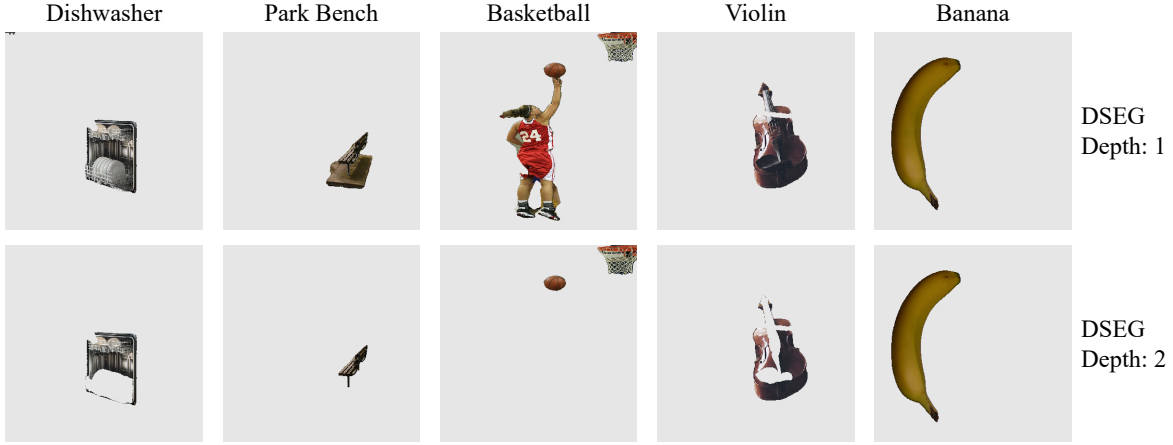 Dishwasher
Park Bench
Basketball
Violin
Banana
24
DSEG
Depth: 1
DSEG
Depth: 2